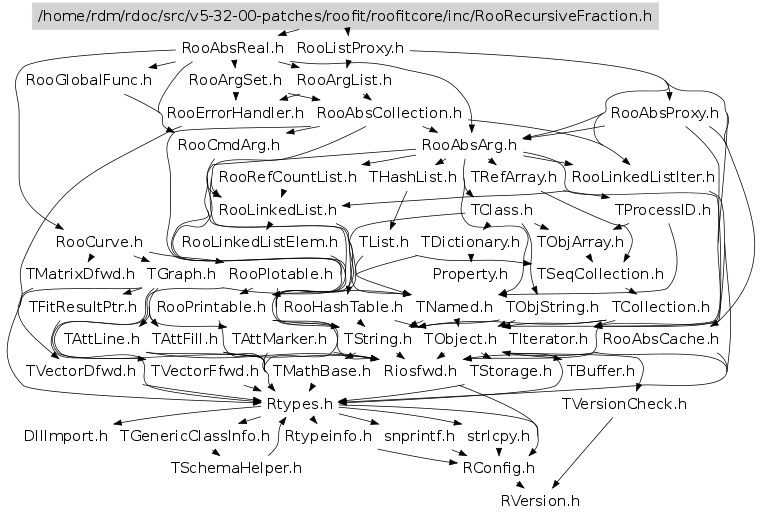 /home/rdm/rdoc/src/v5-32-00-patches/roofit/roofitcore/inc/RooRecursiveFraction.h
RooAbsReal.h RooListProxy.h
RooGlobalFunc.h RooArgSet.h RooArgList.h
RooErrorHandler.h RooAbsCollection.h RooAbsProxy.h
RooCmdArg.h RooAbsArg.h
RooRefCountList.h THashList.h TRefArray.h RooLinkedListIter.h
RooLinkedList.h TClass.h TProcessID.h
RooCurve.h RooLinkedListElem.h TList.h TDictionary.h TObjArray.h
TMatrixDfwd.h TGraph.h RooPlotable.h Property.h TSeqCollection.h
TFitResultPtr.h RooPrintable.h RooHashTable.h TNamed.h TObjString.h TCollection.h
TAttLine.h TAttFill.h TAttMarker.h TString.h TObject.h TIterator.h RooAbsCache.h
TVectorDfwd.h TVectorFfwd.h TMathBase.h Riosfwd.h TStorage.h TBuffer.h
Rtypes.h TVersionCheck.h
DllImport.h TGenericClassInfo.h Rtypeinfo.h snprintf.h strlcpy.h
TSchemaHelper.h RConfig.h
RVersion.h